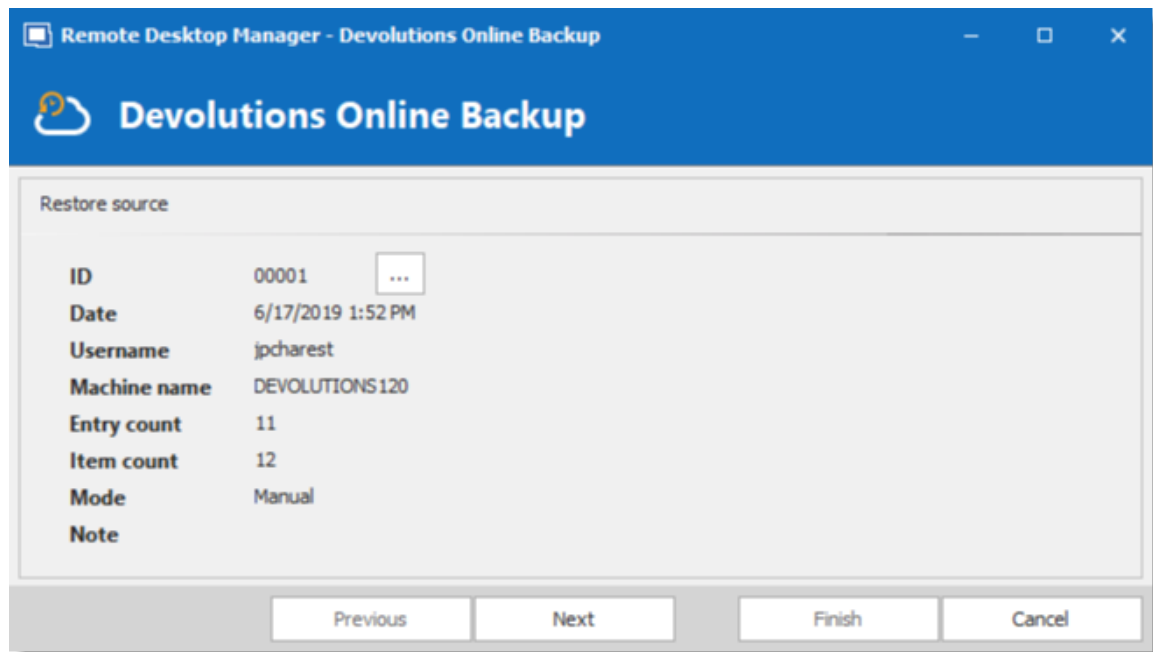 Remote Desktop Manager - Devolutions Online Backup
Devolutions Online Backup
Restore source
ID 00001 ...
Date 6/17/2019 1:52 PM
Username jpcharest
Machine name DEVOLUTIONS120
Entry count 11
Item count 12
Mode Manual
Note
Previous Next Finish Cancel